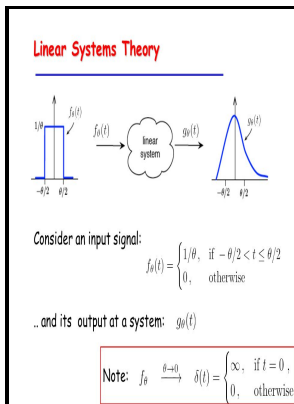 Linear Systems Theory
f_θ(t)
1/θ
-θ/2 θ/2
f_θ(t)
linear
system
g_θ(t)
g_θ(t)
-θ/2 θ/2
Consider an input signal:
f_θ(t) = { 1/θ, if -θ/2 < t ≤ θ/2
0, otherwise
.. and its output at a system: g_θ(t)
Note: f_θ θ→0 ⟶ δ(t) = { ∞, if t = 0,
0, otherwise